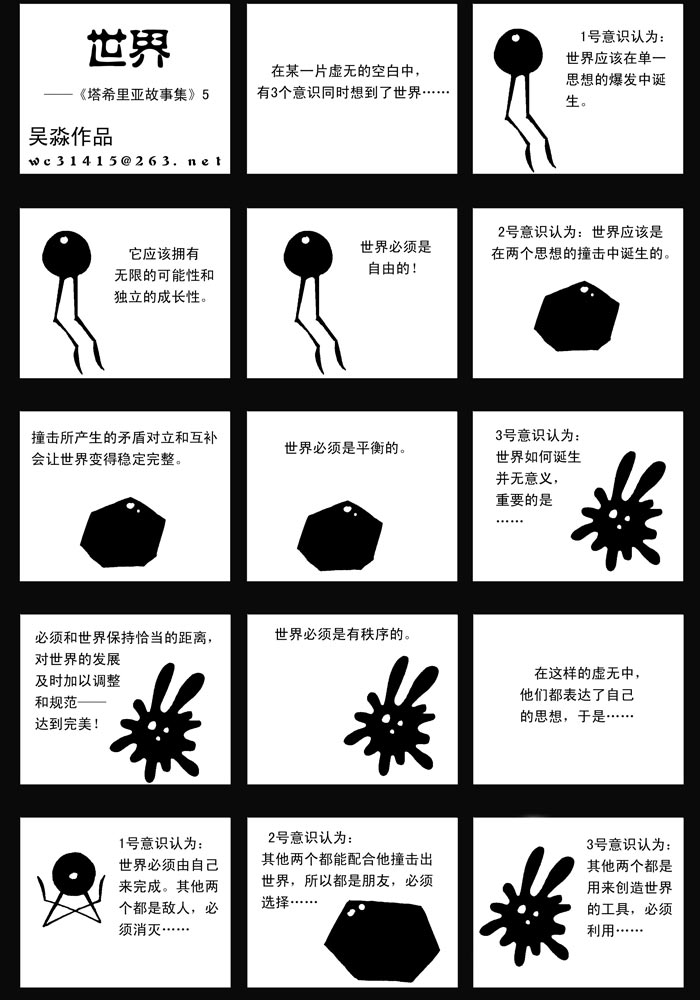 世界
——《塔希里亚故事集》5
吴淼作品
wc31415@263.net
在某一片虚无的空白中，
有3个意识同时想到了世界……
1号意识认为：
世界应该在单一
思想的爆发中诞
生。
它应该拥有
无限的可能性和
独立的成长性。
世界必须是
自由的！
2号意识认为：世界应该是
在两个思想的撞击中诞生的。
撞击所产生的矛盾对立和互补
会让世界变得稳定完整。
世界必须是平衡的。
3号意识认为：
世界如何诞生
并无意义，
重要的是
……
必须和世界保持恰当的距离，
对世界的发展
及时加以调整
和规范——
达到完美！
世界必须是有秩序的。
在这样的虚无中，
他们都表达了自己
的思想，于是……
1号意识认为：
世界必须由自己
来完成。其他两
个都是敌人，必
须消灭……
2号意识认为：
其他两个都能配合他撞击出
世界，所以都是朋友，必须
选择……
3号意识认为：
其他两个都是
用来创造世界
的工具，必须
利用……